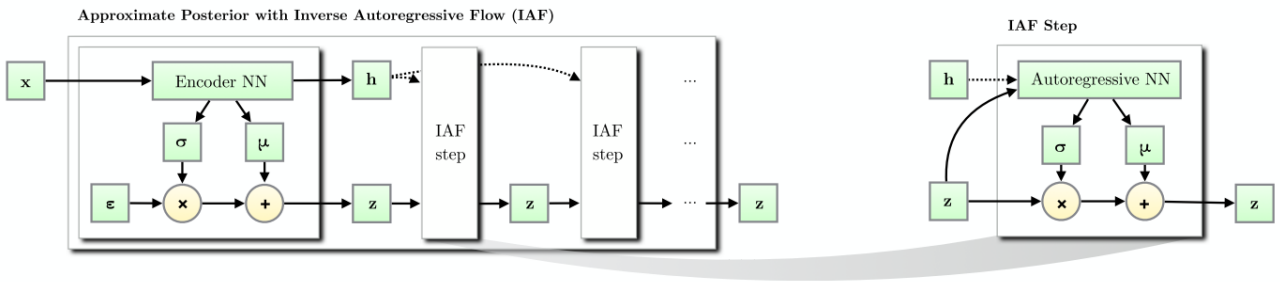 Approximate Posterior with Inverse Autoregressive Flow (IAF)
x
Encoder NN
h
σ
μ
ε
×
+
z
IAF
step
z
IAF
step
...
...
...
z
IAF Step
h
Autoregressive NN
σ
μ
z
×
+
z